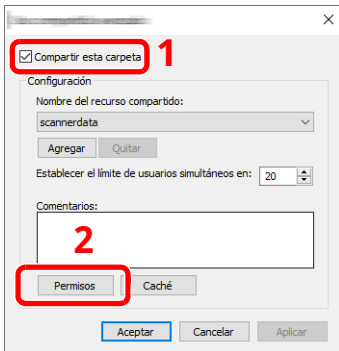 Compartir esta carpeta 1
Configuración
Nombre del recurso compartido:
scannerdata
Agregar Quitar
Establecer el límite de usuarios simultáneos en: 20
Comentarios:
2
Permisos Caché
Aceptar Cancelar Aplicar